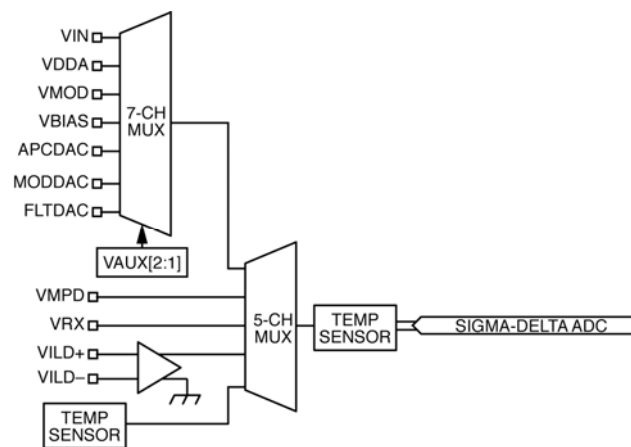 VIN
VDDA
VMOD
VBIAS
APCDAC
MODDAC
FLTDAC
7-CH
MUX
VAUX[2:1]
VMPD
VRX
VILD+
VILD−
TEMP
SENSOR
5-CH
MUX
TEMP
SENSOR
SIGMA-DELTA ADC